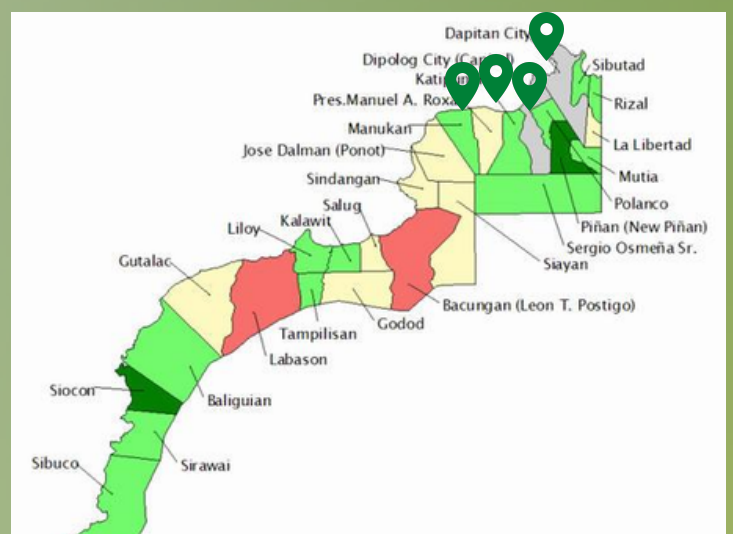 Dapitan City
Dipolog City (Cap
Sibutad
Rizal
Pres.Manuel A. Roxa
Manukan
La Libertad
Jose Dalman (Ponot)
Mutia
Sindangan
Polanco
Salug
Piñan (New Piñan)
Kalawit
Liloy
Sergio Osmeña Sr.
Siayan
Gutalac
Bacungan (Leon T. Postigo)
Godod
Tampilisan
Labason
Siocon
Baliguian
Sibuco
Sirawai